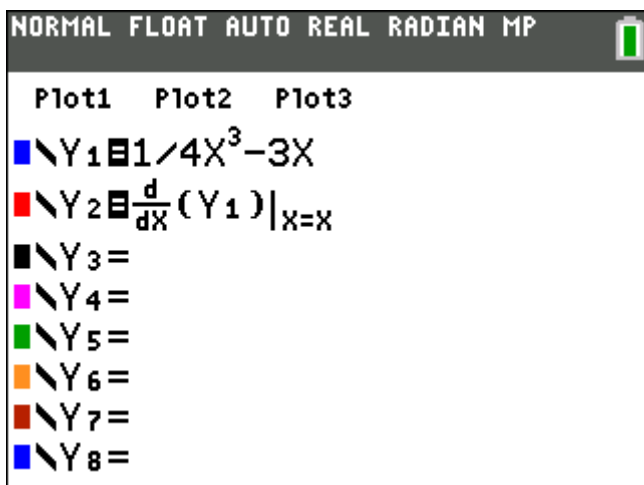 NORMAL FLOAT AUTO REAL RADIAN MP
Plot1 Plot2 Plot3
\Y₁=1/4X³-3X
\Y₂=d/dX(Y₁)|X=X
\Y₃=
\Y₄=
\Y₅=
\Y₆=
\Y₇=
\Y₈=